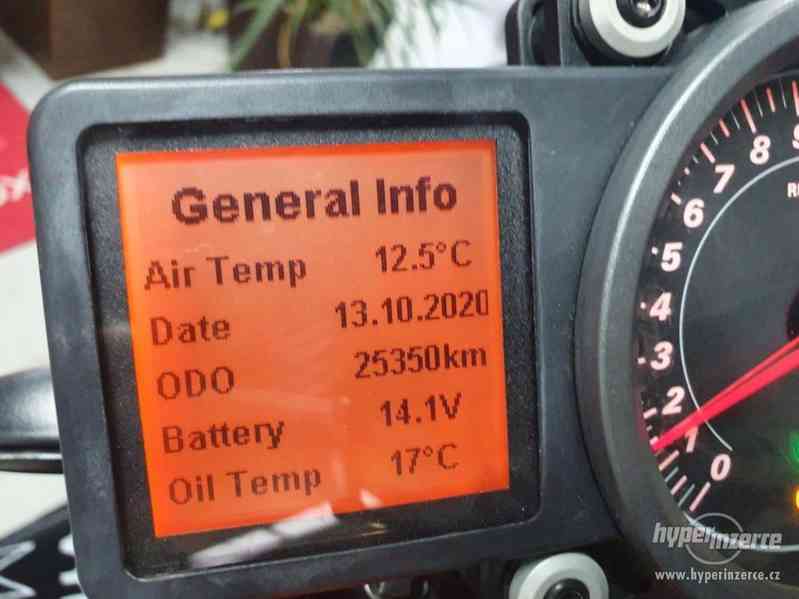 General Info
Air Temp 12.5°C
Date 13.10.2020
ODO 25350km
Battery 14.1V
Oil Temp 17°C
8
7
6
5
4
3
2
1
0
hyperinzerce
www.hyperinzerce.cz